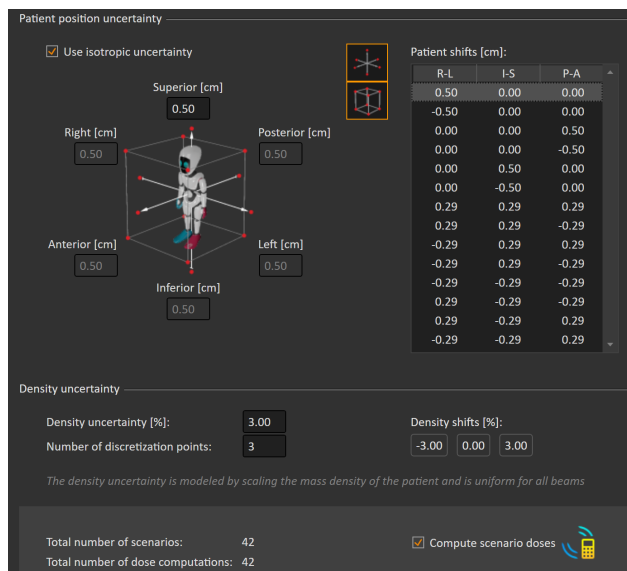 Patient position uncertainty
Use isotropic uncertainty
Superior [cm]
0.50
Right [cm]
0.50
Posterior [cm]
0.50
Anterior [cm]
0.50
Left [cm]
0.50
Inferior [cm]
0.50
Patient shifts [cm]:
R-L I-S P-A
0.50 0.00 0.00
-0.50 0.00 0.00
0.00 0.00 0.50
0.00 0.00 -0.50
0.00 0.50 0.00
0.00 -0.50 0.00
0.29 0.29 0.29
0.29 0.29 -0.29
-0.29 0.29 -0.29
-0.29 -0.29 -0.29
0.29 -0.29 -0.29
0.29 -0.29 0.29
-0.29 -0.29 0.29
Density uncertainty
Density uncertainty [%]: 3.00
Number of discretization points: 3
Density shifts [%]:
-3.00 0.00 3.00
The density uncertainty is modeled by scaling the mass density of the patient and is uniform for all beams
Total number of scenarios: 42
Total number of dose computations: 42
Compute scenario doses